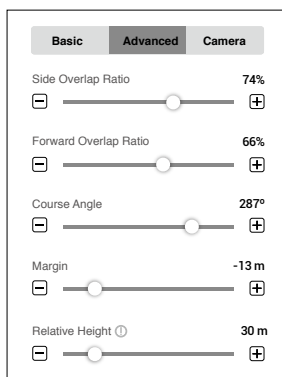 Basic Advanced Camera
Side Overlap Ratio 74%
Forward Overlap Ratio 66%
Course Angle 287º
Margin -13 m
Relative Height 30 m